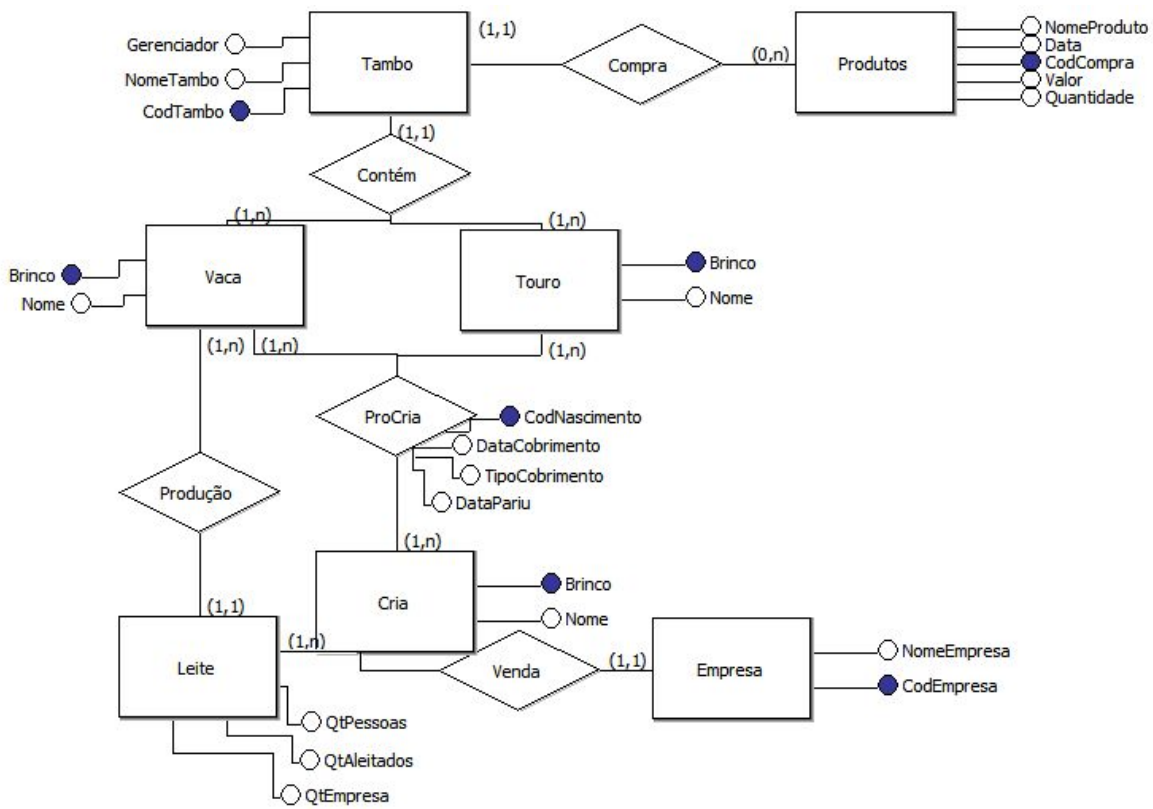 (1,1)
NomeProduto
Gerenciador
Data
Tambo
(0,n)
Compra
Produtos
CodCompra
NomeTambo
Valor
CodTambo
Quantidade
(1,1)
Contém
(1,n)
(1,n)
Brinco
Vaca
Touro
Brinco
Nome
Nome
(1,n)
(1,n)
(1,n)
ProCria
CodNascimento
DataCobrimento
TipoCobrimento
Produção
DataPariu
(1,n)
Brinco
Cria
(1,1)
Nome
(1,n)
(1,1)
NomeEmpresa
Leite
Venda
Empresa
CodEmpresa
QtPessoas
QtAleitados
QtEmpresa